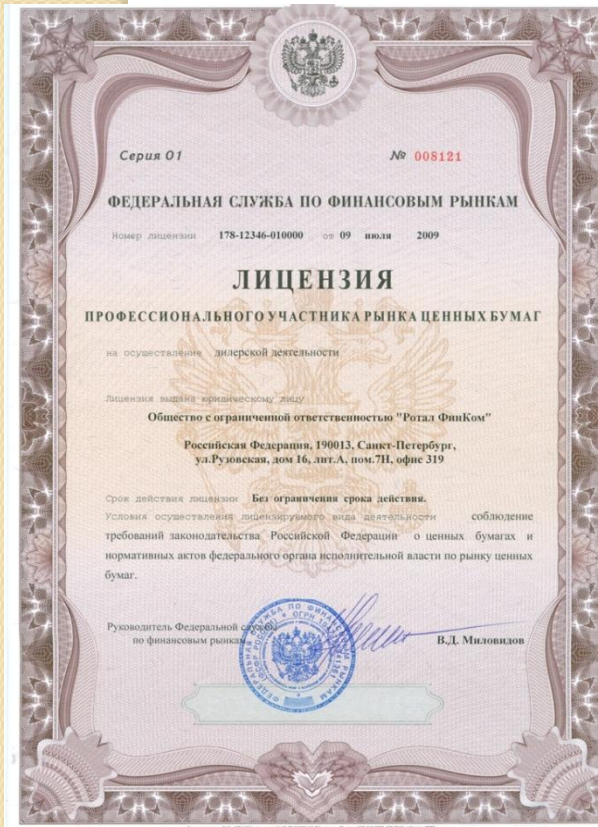 Серия 01 № 008121
ФЕДЕРАЛЬНАЯ СЛУЖБА ПО ФИНАНСОВЫМ РЫНКАМ
Номер лицензии 178-12346-010000 от 09 июля 2009
ЛИЦЕНЗИЯ
ПРОФЕССИОНАЛЬНОГО УЧАСТНИКА РЫНКА ЦЕННЫХ БУМАГ
на осуществление дилерской деятельности
Лицензия выдана юридическому лицу
Общество с ограниченной ответственностью "Ротал ФинКом"
Российская Федерация, 190013, Санкт-Петербург,
ул.Рузовская, дом 16, лит.А, пом.7Н, офис 319
Срок действия лицензии Без ограничения срока действия.
Условия осуществления лицензируемого вида деятельности соблюдение
требований законодательства Российской Федерации о ценных бумагах и
нормативных актов федерального органа исполнительной власти по рынку ценных
бумаг.
Руководитель Федеральной службы
по финансовым рынкам В.Д. Миловидов